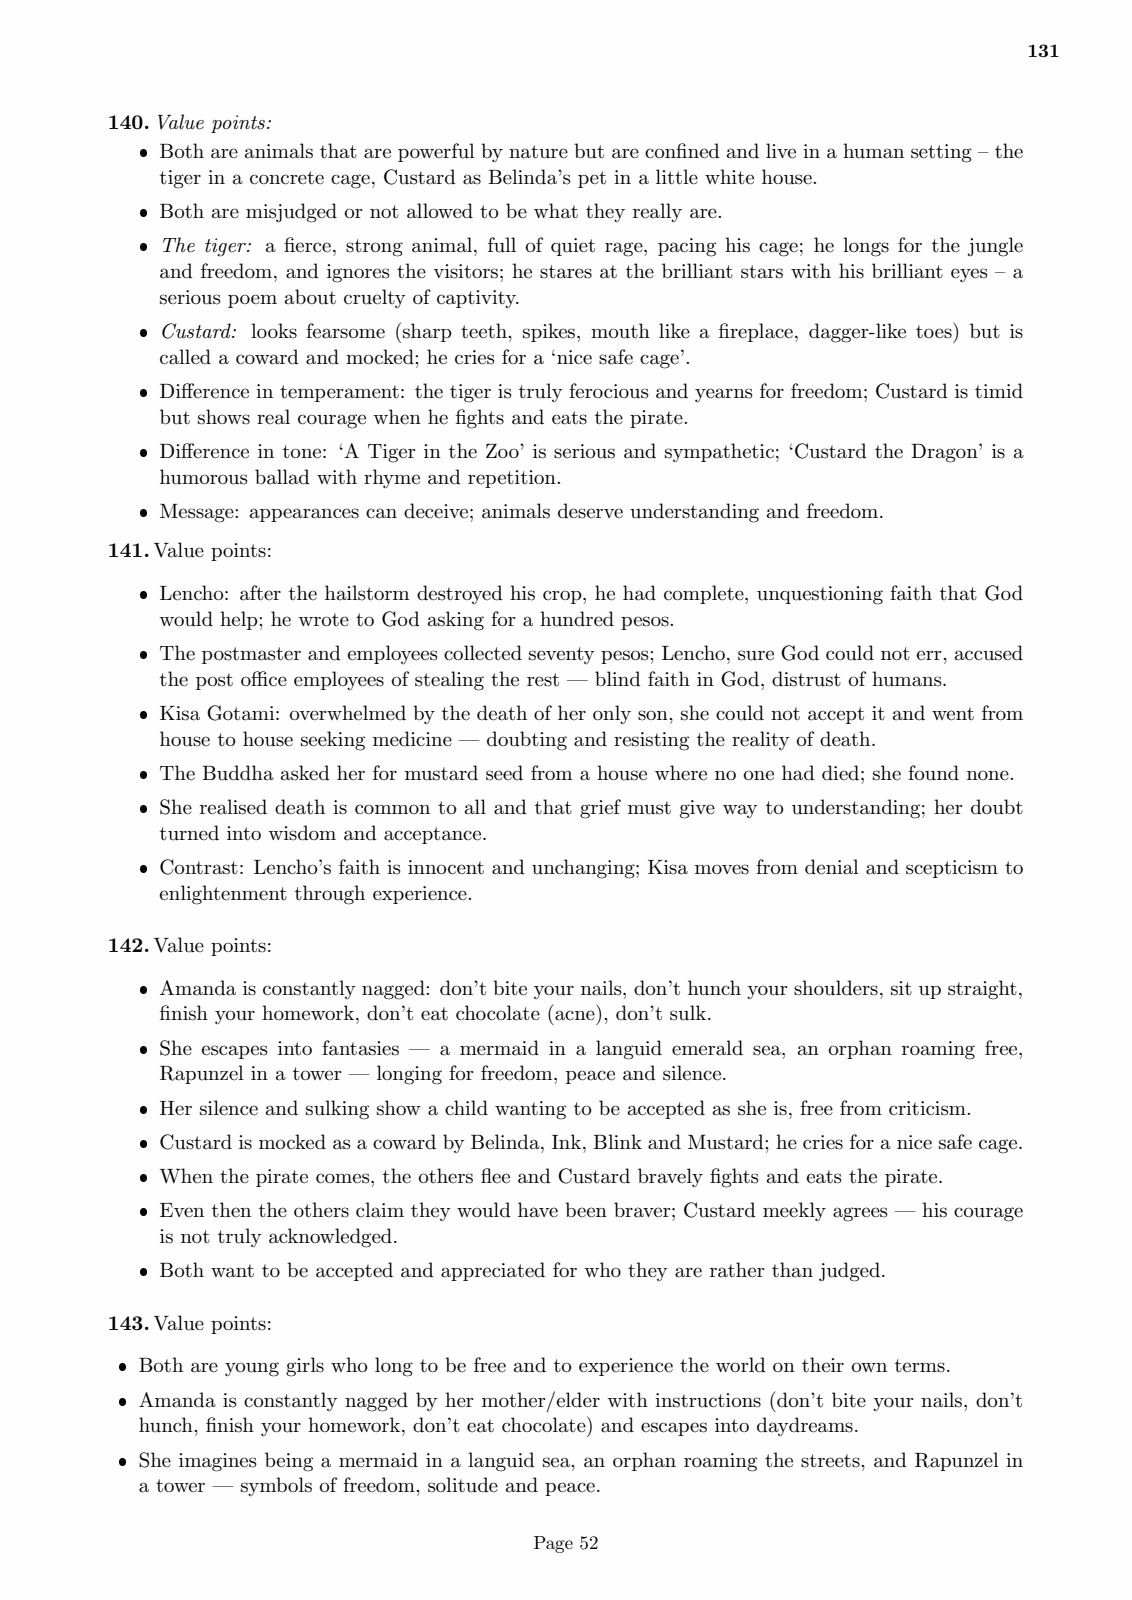 131
140. Value points:
• Both are animals that are powerful by nature but are confined and live in a human setting – the
tiger in a concrete cage, Custard as Belinda’s pet in a little white house.
• Both are misjudged or not allowed to be what they really are.
• The tiger: a fierce, strong animal, full of quiet rage, pacing his cage; he longs for the jungle
and freedom, and ignores the visitors; he stares at the brilliant stars with his brilliant eyes – a
serious poem about cruelty of captivity.
• Custard: looks fearsome (sharp teeth, spikes, mouth like a fireplace, dagger-like toes) but is
called a coward and mocked; he cries for a ‘nice safe cage’.
• Difference in temperament: the tiger is truly ferocious and yearns for freedom; Custard is timid
but shows real courage when he fights and eats the pirate.
• Difference in tone: ‘A Tiger in the Zoo’ is serious and sympathetic; ‘Custard the Dragon’ is a
humorous ballad with rhyme and repetition.
• Message: appearances can deceive; animals deserve understanding and freedom.
141. Value points:
• Lencho: after the hailstorm destroyed his crop, he had complete, unquestioning faith that God
would help; he wrote to God asking for a hundred pesos.
• The postmaster and employees collected seventy pesos; Lencho, sure God could not err, accused
the post office employees of stealing the rest — blind faith in God, distrust of humans.
• Kisa Gotami: overwhelmed by the death of her only son, she could not accept it and went from
house to house seeking medicine — doubting and resisting the reality of death.
• The Buddha asked her for mustard seed from a house where no one had died; she found none.
• She realised death is common to all and that grief must give way to understanding; her doubt
turned into wisdom and acceptance.
• Contrast: Lencho’s faith is innocent and unchanging; Kisa moves from denial and scepticism to
enlightenment through experience.
142. Value points:
• Amanda is constantly nagged: don’t bite your nails, don’t hunch your shoulders, sit up straight,
finish your homework, don’t eat chocolate (acne), don’t sulk.
• She escapes into fantasies — a mermaid in a languid emerald sea, an orphan roaming free,
Rapunzel in a tower — longing for freedom, peace and silence.
• Her silence and sulking show a child wanting to be accepted as she is, free from criticism.
• Custard is mocked as a coward by Belinda, Ink, Blink and Mustard; he cries for a nice safe cage.
• When the pirate comes, the others flee and Custard bravely fights and eats the pirate.
• Even then the others claim they would have been braver; Custard meekly agrees — his courage
is not truly acknowledged.
• Both want to be accepted and appreciated for who they are rather than judged.
143. Value points:
• Both are young girls who long to be free and to experience the world on their own terms.
• Amanda is constantly nagged by her mother/elder with instructions (don’t bite your nails, don’t
hunch, finish your homework, don’t eat chocolate) and escapes into daydreams.
• She imagines being a mermaid in a languid sea, an orphan roaming the streets, and Rapunzel in
a tower — symbols of freedom, solitude and peace.
Page 52